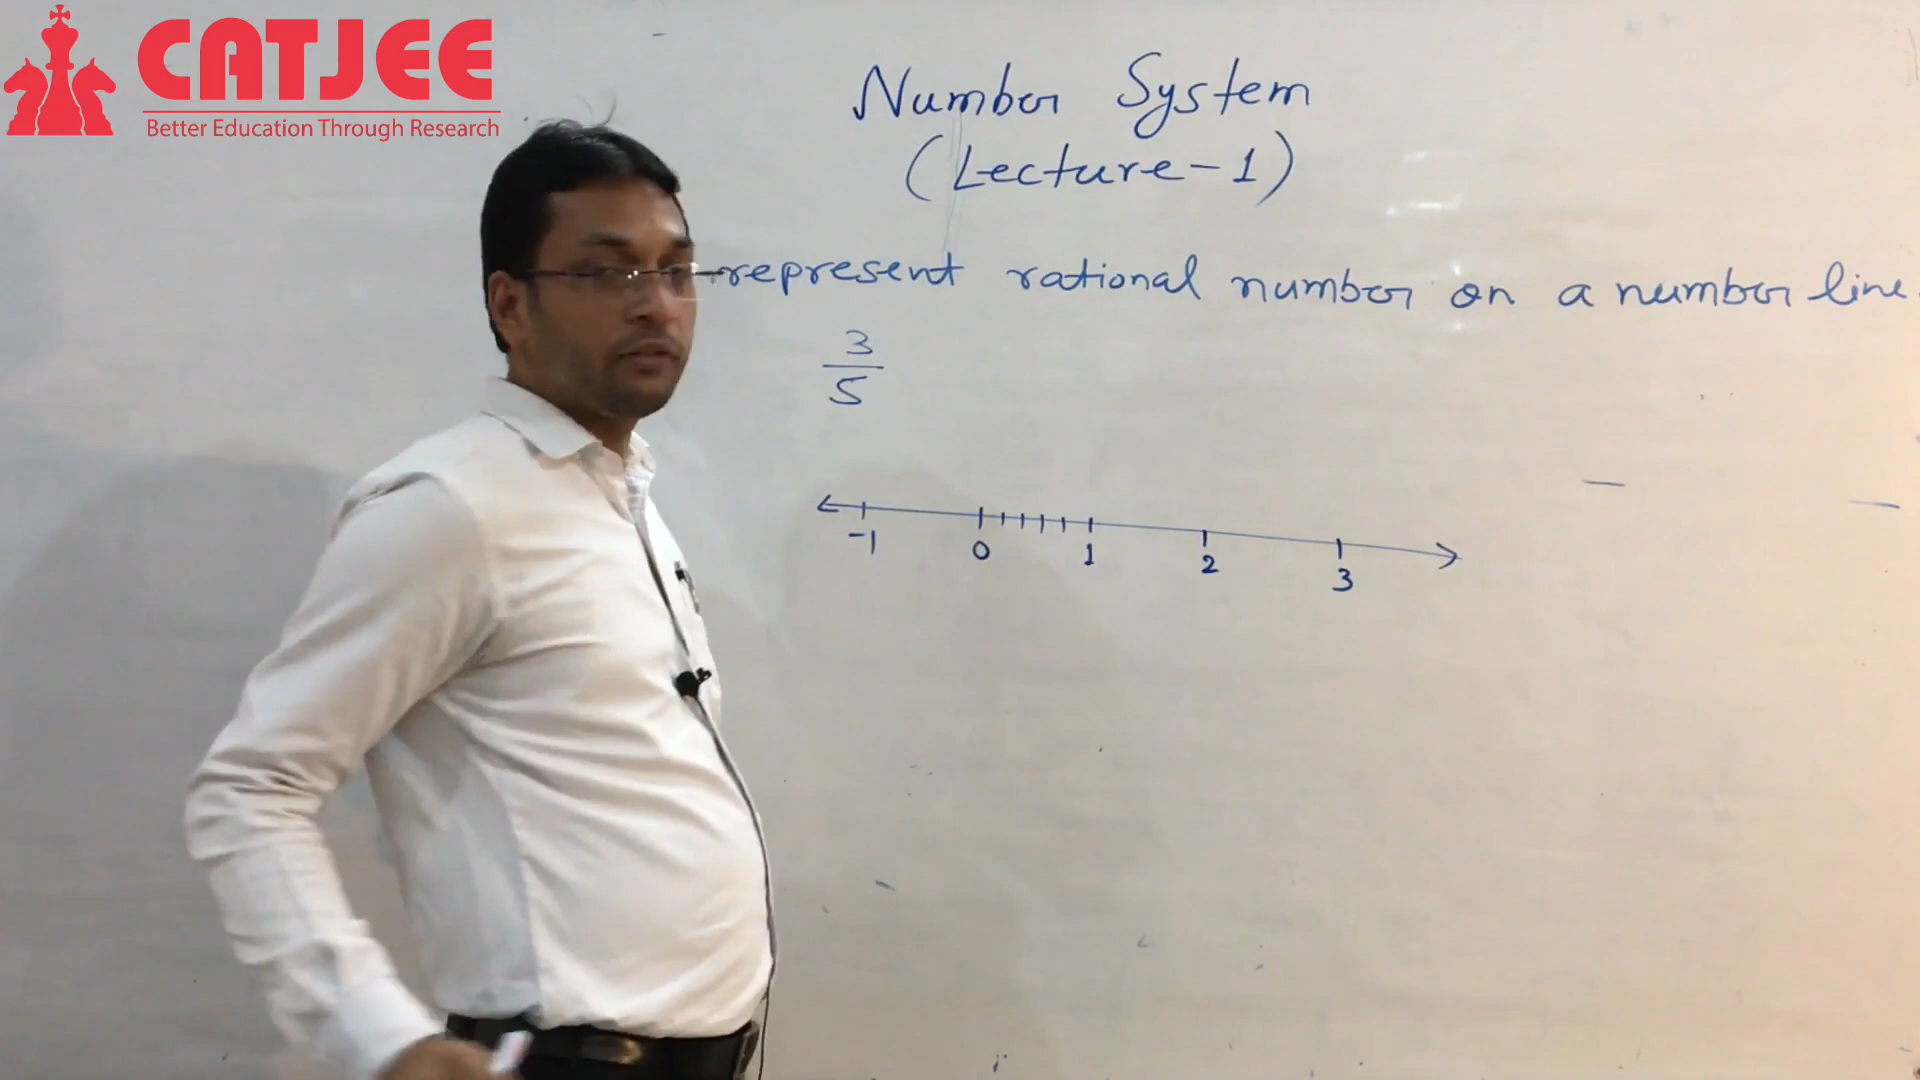 CATJEE
Better Education Through Research
Number System
(Lecture-1)
represent rational number on a number line.
3
5
-1 0 1 2 3